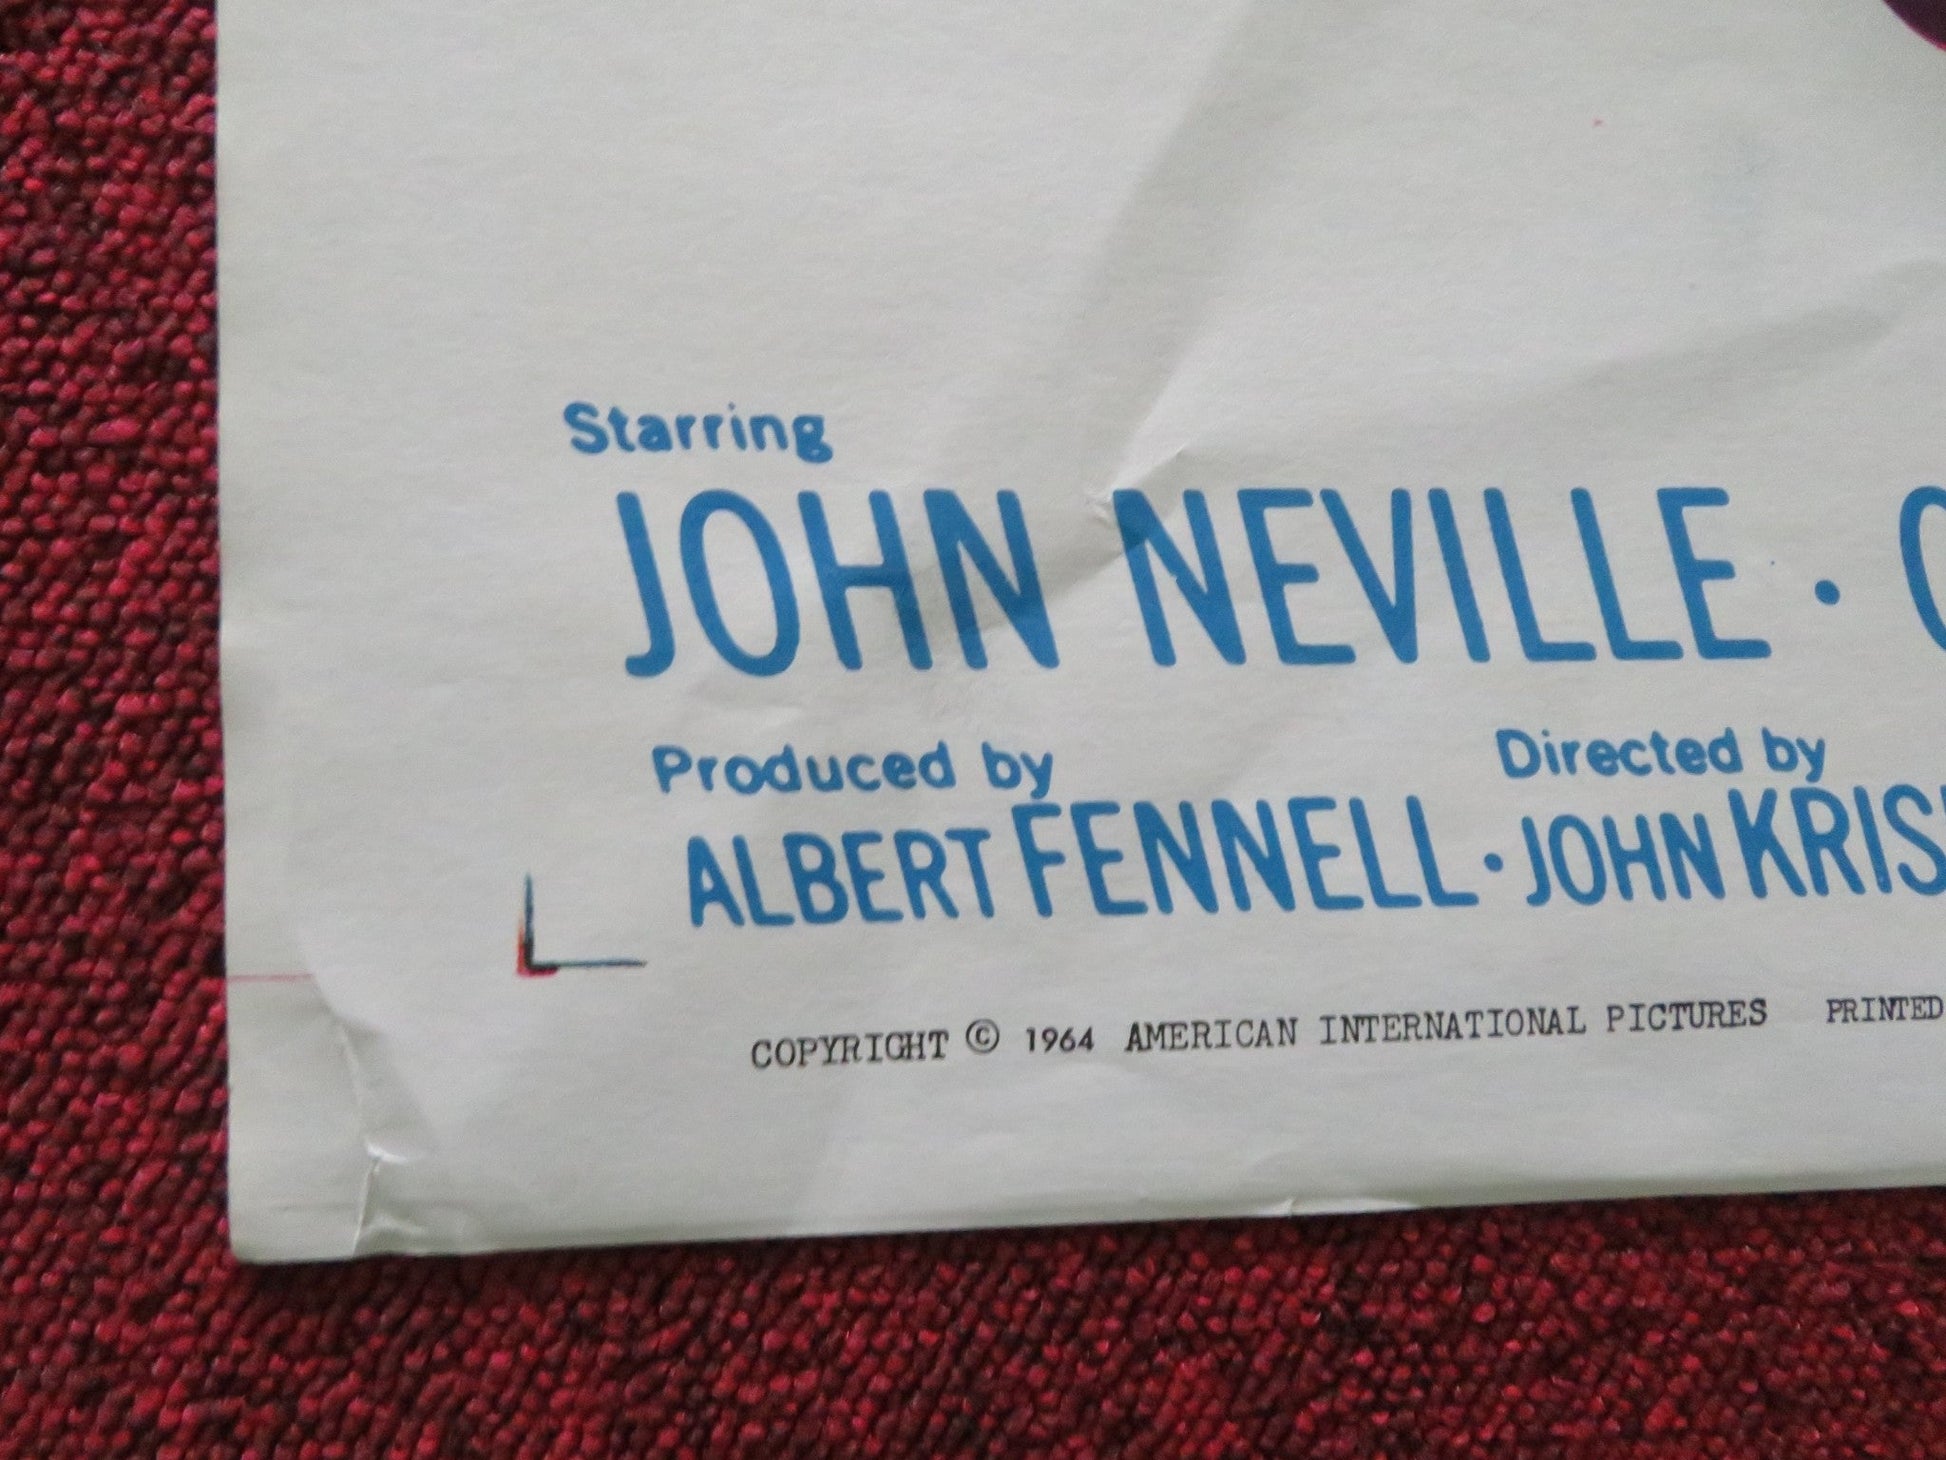 Starring
JOHN NEVILLE ·
Produced by Directed by
ALBERT FENNELL · JOHN KRIS
COPYRIGHT © 1964 AMERICAN INTERNATIONAL PICTURES PRINTED